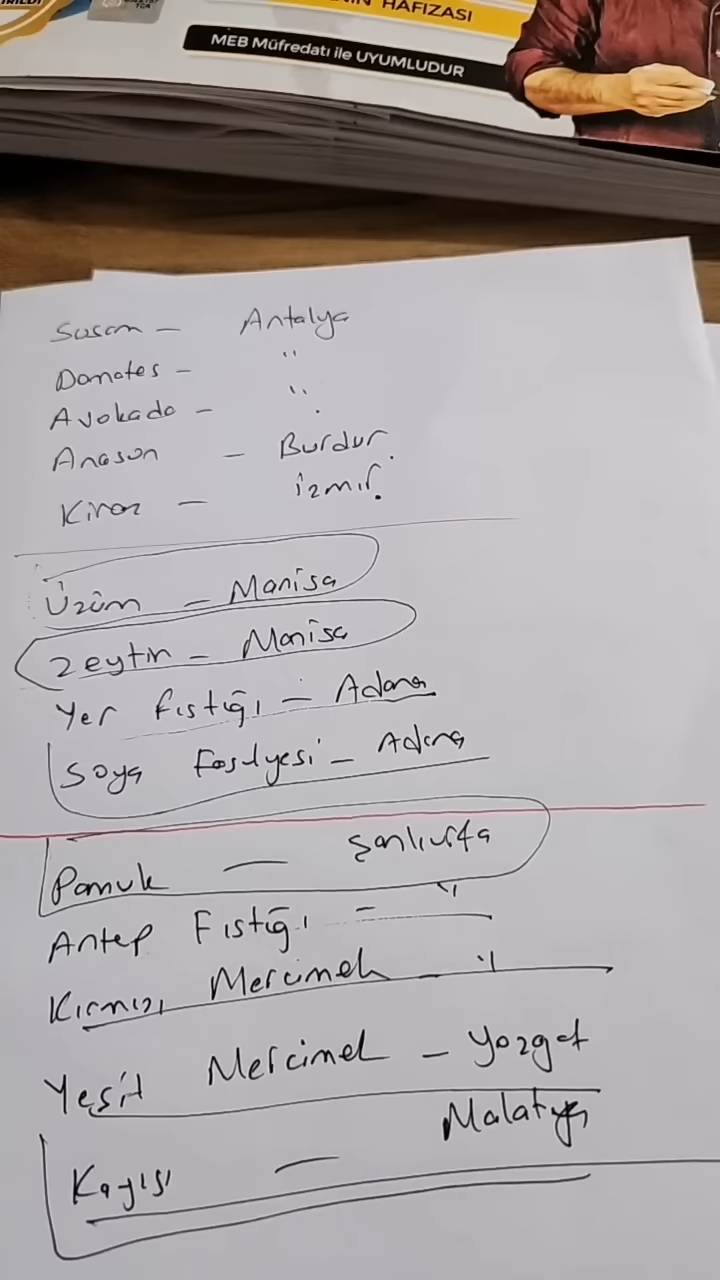 HAFIZASI
MEB Müfredatı ile UYUMLUDUR
Susam – Antalya
Domates – "
Avokado – "
Anason – Burdur.
Kiraz – İzmir.
Üzüm – Manisa
Zeytin – Manisa
Yer Fıstığı – Adana
Soya Fasulyesi – Adana
Pamuk – Şanlıurfa
Antep Fıstığı – "
Kırmızı Mercimek – "
Yeşil Mercimek – Yozgat
Kayısı – Malatya